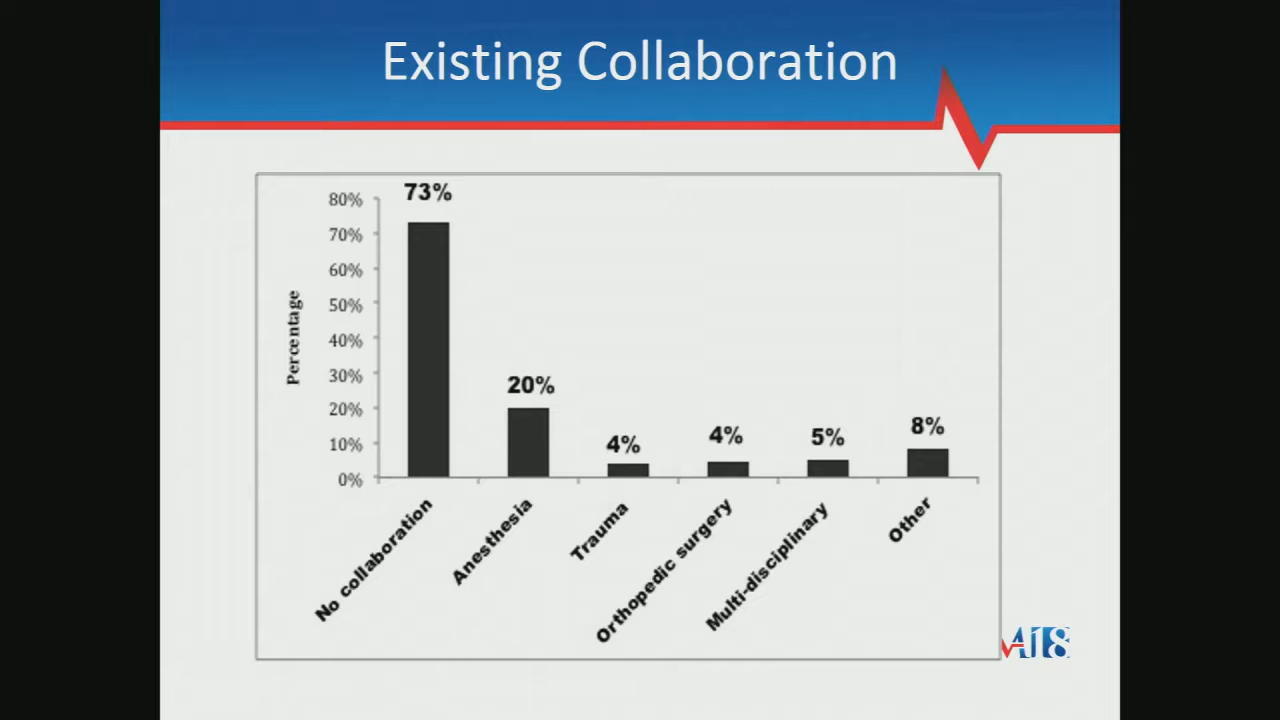 Existing Collaboration
Percentage
80%
70%
60%
50%
40%
30%
20%
10%
0%
73%
20%
4%
4%
5%
8%
No collaboration
Anesthesia
Trauma
Orthopedic surgery
Multi-disciplinary
Other